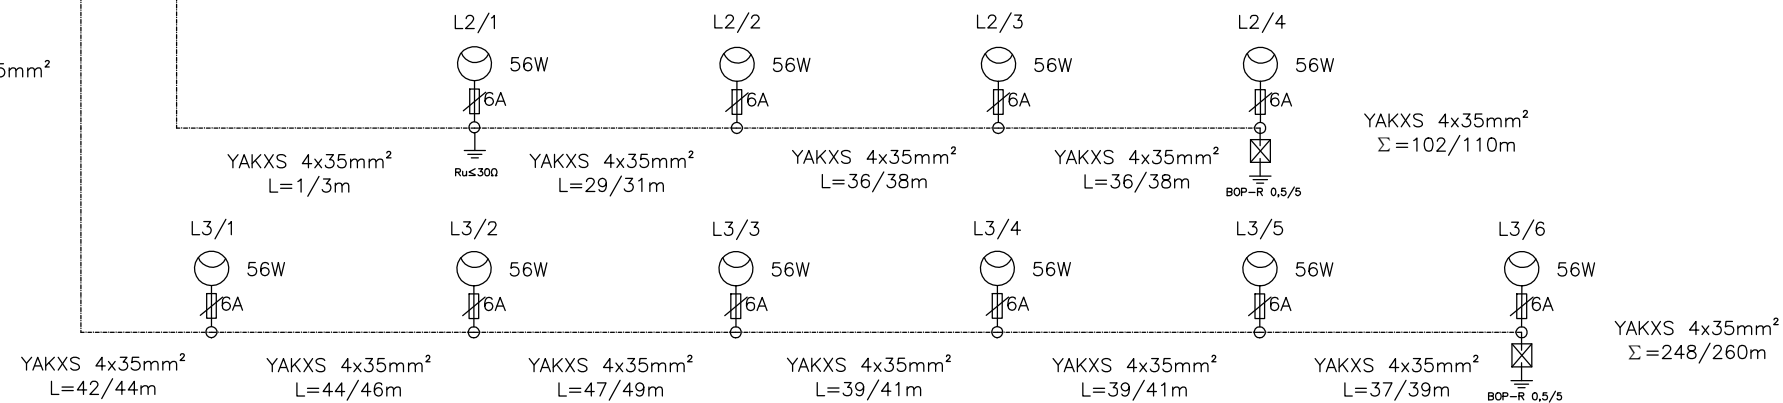 L2/1
L2/2
L2/3
L2/4
56W
56W
56W
56W
5mm²
6A
6A
6A
6A
YAKXS 4x35mm²
Σ=102/110m
YAKXS 4x35mm²
L=1/3m
Ru≤30Ω
YAKXS 4x35mm²
L=29/31m
YAKXS 4x35mm²
L=36/38m
YAKXS 4x35mm²
L=36/38m
BOP-R 0,5/5
L3/1
L3/2
L3/3
L3/4
L3/5
L3/6
56W
56W
56W
56W
56W
56W
6A
6A
6A
6A
6A
6A
YAKXS 4x35mm²
Σ=248/260m
YAKXS 4x35mm²
L=42/44m
YAKXS 4x35mm²
L=44/46m
YAKXS 4x35mm²
L=47/49m
YAKXS 4x35mm²
L=39/41m
YAKXS 4x35mm²
L=39/41m
YAKXS 4x35mm²
L=37/39m
BOP-R 0,5/5